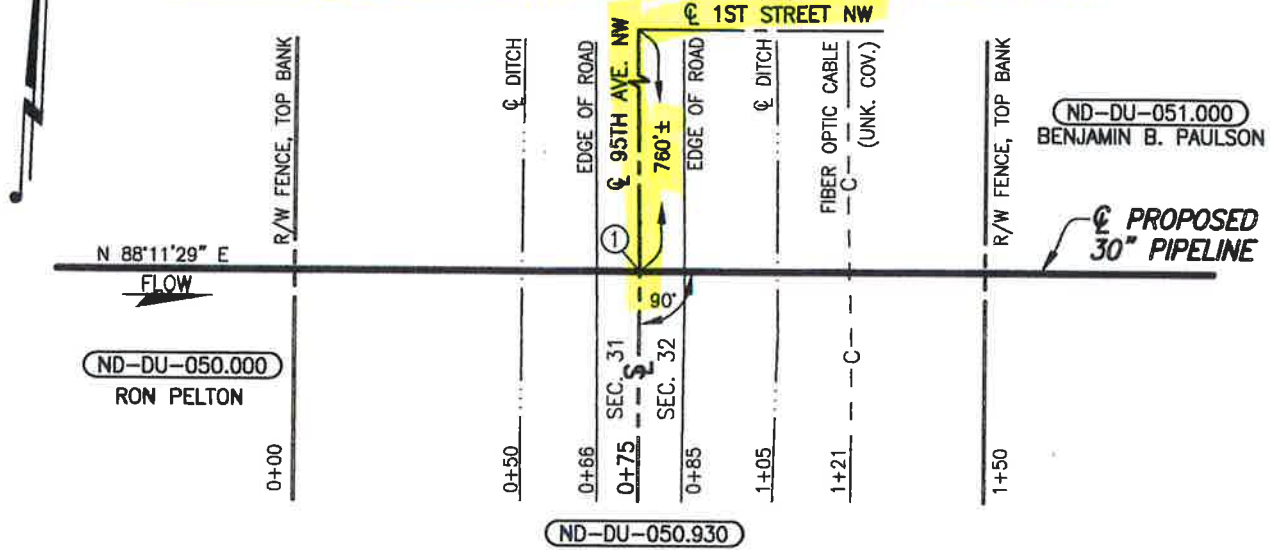 ℄ 1ST STREET NW
R/W FENCE, TOP BANK
℄ DITCH
EDGE OF ROAD
℄ 95TH AVE. NW
760'±
EDGE OF ROAD
℄ DITCH
FIBER OPTIC CABLE
(UNK. COV.)
C
R/W FENCE, TOP BANK
ND-DU-051.000
BENJAMIN B. PAULSON
℄ PROPOSED
30" PIPELINE
1
N 88°11'29" E
FLOW
90°
ND-DU-050.000
RON PELTON
SEC. 31
SEC. 32
C
0+00
0+50
0+66
0+75
0+85
1+05
1+21
1+50
ND-DU-050.930